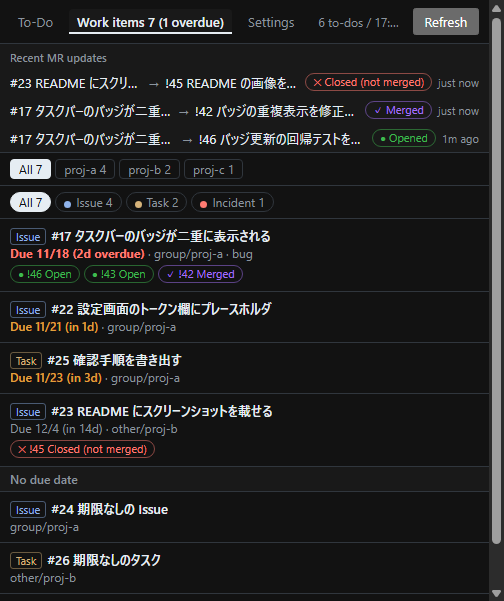 To-Do Work items 7 (1 overdue) Settings 6 to-dos / 17:... Refresh
Recent MR updates
#23 README にスクリ... → !45 README の画像を... × Closed (not merged) just now
#17 タスクバーのバッジが二重... → !42 バッジの重複表示を修正... ✓ Merged just now
#17 タスクバーのバッジが二重... → !46 バッジ更新の回帰テストを... ● Opened 1m ago
All 7 proj-a 4 proj-b 2 proj-c 1
All 7 ● Issue 4 ● Task 2 ● Incident 1
Issue #17 タスクバーのバッジが二重に表示される
Due 11/18 (2d overdue) · group/proj-a · bug
● !46 Open ● !43 Open ✓ !42 Merged
Issue #22 設定画面のトークン欄にプレースホルダ
Due 11/21 (in 1d) · group/proj-a
Task #25 確認手順を書き出す
Due 11/23 (in 3d) · group/proj-a
Issue #23 README にスクリーンショットを載せる
Due 12/4 (in 14d) · other/proj-b
× !45 Closed (not merged)
No due date
Issue #24 期限なしの Issue
group/proj-a
Task #26 期限なしのタスク
other/proj-b